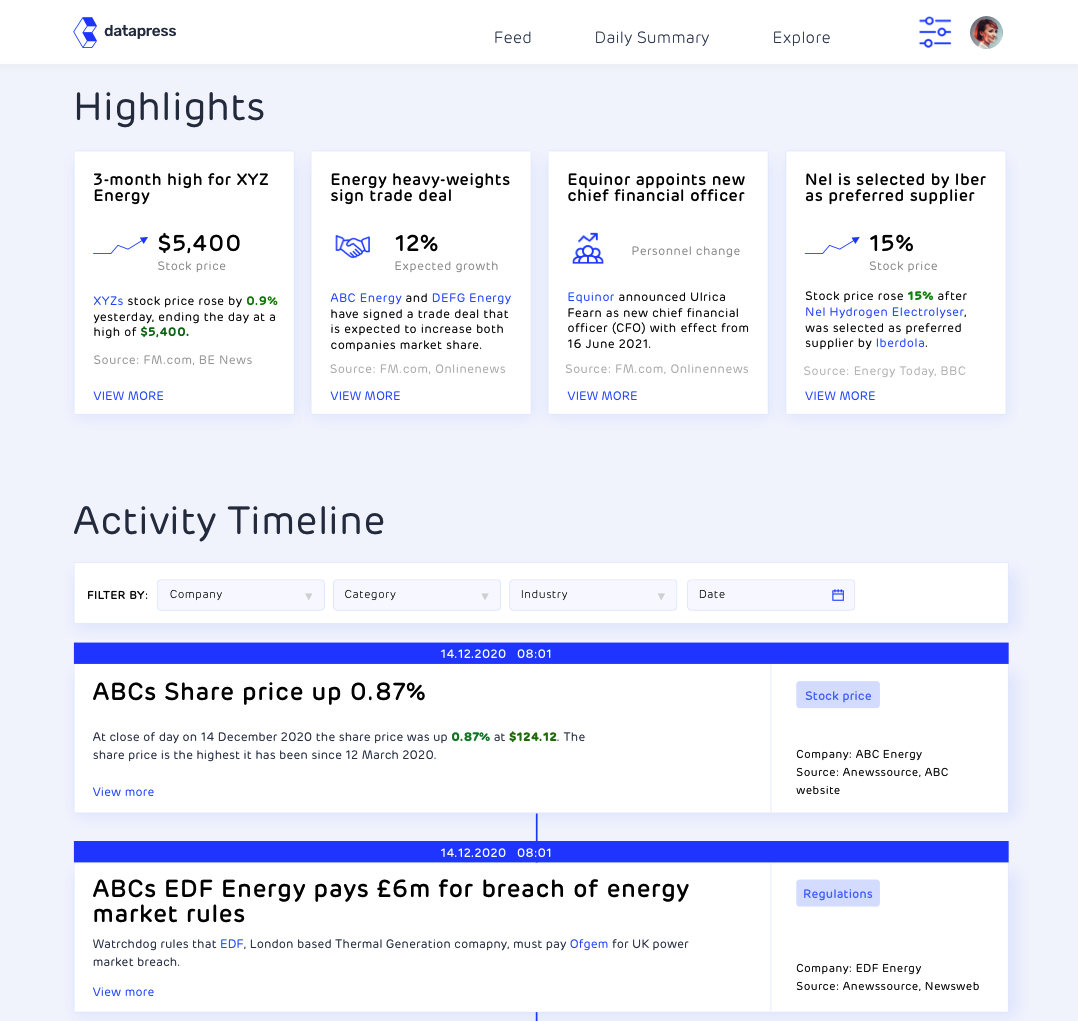 datapress
Feed
Daily Summary
Explore
Highlights
3-month high for XYZ
Energy
$5,400
Stock price
XYZs stock price rose by 0.9%
yesterday, ending the day at a
high of $5,400.
Source: FM.com, BE News
VIEW MORE
Energy heavy-weights
sign trade deal
12%
Expected growth
ABC Energy and DEFG Energy
have signed a trade deal that
is expected to increase both
companies market share.
Source: FM.com, Onlinenews
VIEW MORE
Equinor appoints new
chief financial officer
Personnel change
Equinor announced Ulrica
Fearn as new chief financial
officer (CFO) with effect from
16 June 2021.
Source: FM.com, Onlinennews
VIEW MORE
Nel is selected by Iber
as preferred supplier
15%
Stock price
Stock price rose 15% after
Nel Hydrogen Electrolyser,
was selected as preferred
supplier by Iberdola.
Source: Energy Today, BBC
VIEW MORE
Activity Timeline
FILTER BY:
Company
Category
Industry
Date
14.12.2020 08:01
ABCs Share price up 0.87%
At close of day on 14 December 2020 the share price was up 0.87% at $124.12. The
share price is the highest it has been since 12 March 2020.
View more
Stock price
Company: ABC Energy
Source: Anewssource, ABC
website
14.12.2020 08:01
ABCs EDF Energy pays £6m for breach of energy
market rules
Watrchdog rules that EDF, London based Thermal Generation comapny, must pay Ofgem for UK power
market breach.
View more
Regulations
Company: EDF Energy
Source: Anewssource, Newsweb